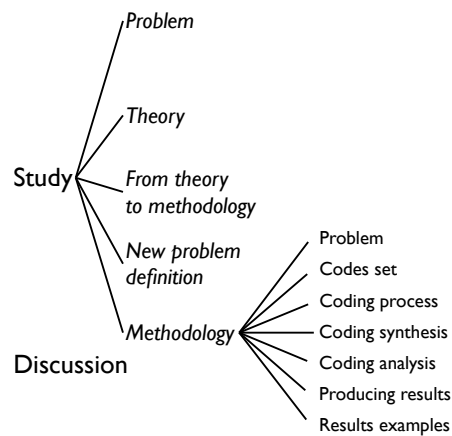 Problem
Theory
Study
From theory
to methodology
New problem
definition
Methodology
Problem
Codes set
Coding process
Coding synthesis
Coding analysis
Producing results
Results examples
Discussion